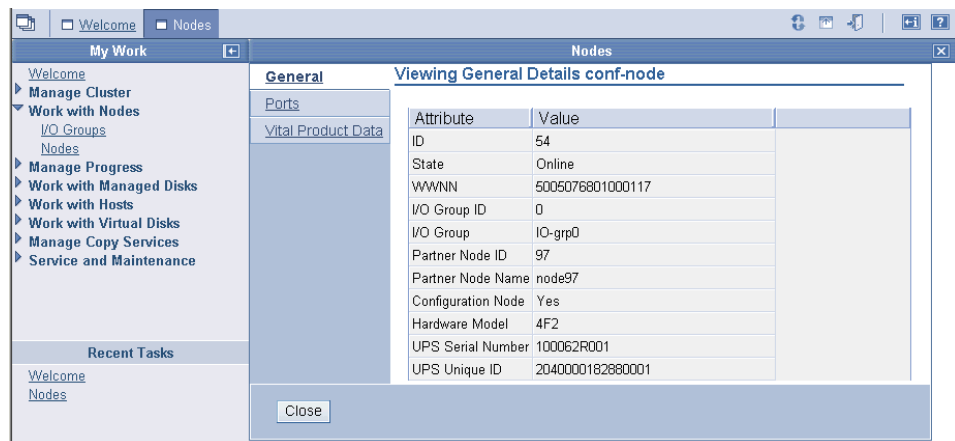 Welcome
Nodes
My Work
Nodes
Welcome
Manage Cluster
Work with Nodes
I/O Groups
Nodes
Manage Progress
Work with Managed Disks
Work with Hosts
Work with Virtual Disks
Manage Copy Services
Service and Maintenance
Recent Tasks
Welcome
Nodes
General
Ports
Vital Product Data
Viewing General Details conf-node
Attribute Value
ID 54
State Online
WWNN 5005076801000117
I/O Group ID 0
I/O Group IO-grp0
Partner Node ID 97
Partner Node Name node97
Configuration Node Yes
Hardware Model 4F2
UPS Serial Number 100062R001
UPS Unique ID 2040000182880001
Close